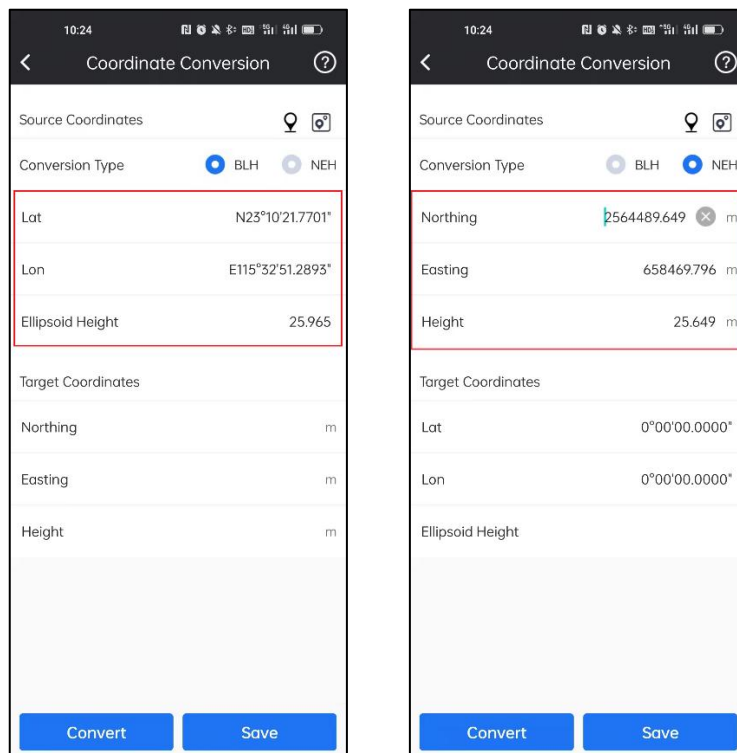 10:24
Coordinate Conversion
Source Coordinates
Conversion Type BLH NEH
Lat N23°10'21.7701"
Lon E115°32'51.2893"
Ellipsoid Height 25.965
Target Coordinates
Northing m
Easting m
Height m
Convert Save
10:24
Coordinate Conversion
Source Coordinates
Conversion Type BLH NEH
Northing 2564489.649 m
Easting 658469.796 m
Height 25.649 m
Target Coordinates
Lat 0°00'00.0000"
Lon 0°00'00.0000"
Ellipsoid Height
Convert Save